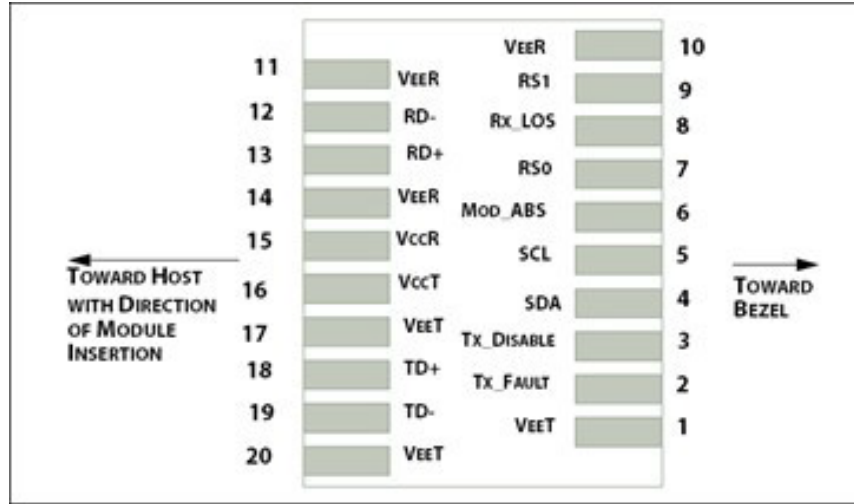 VEER 10
11 VEER
RS1 9
12 RD-
Rx_LOS 8
13 RD+
RS0 7
14 VEER
MOD_ABS 6
15 VCCR
SCL 5
TOWARD HOST
WITH DIRECTION
OF MODULE
INSERTION
TOWARD
BEZEL
16 VCCT
SDA 4
17 VEET
TX_DISABLE 3
18 TD+
TX_FAULT 2
19 TD-
VEET 1
20 VEET